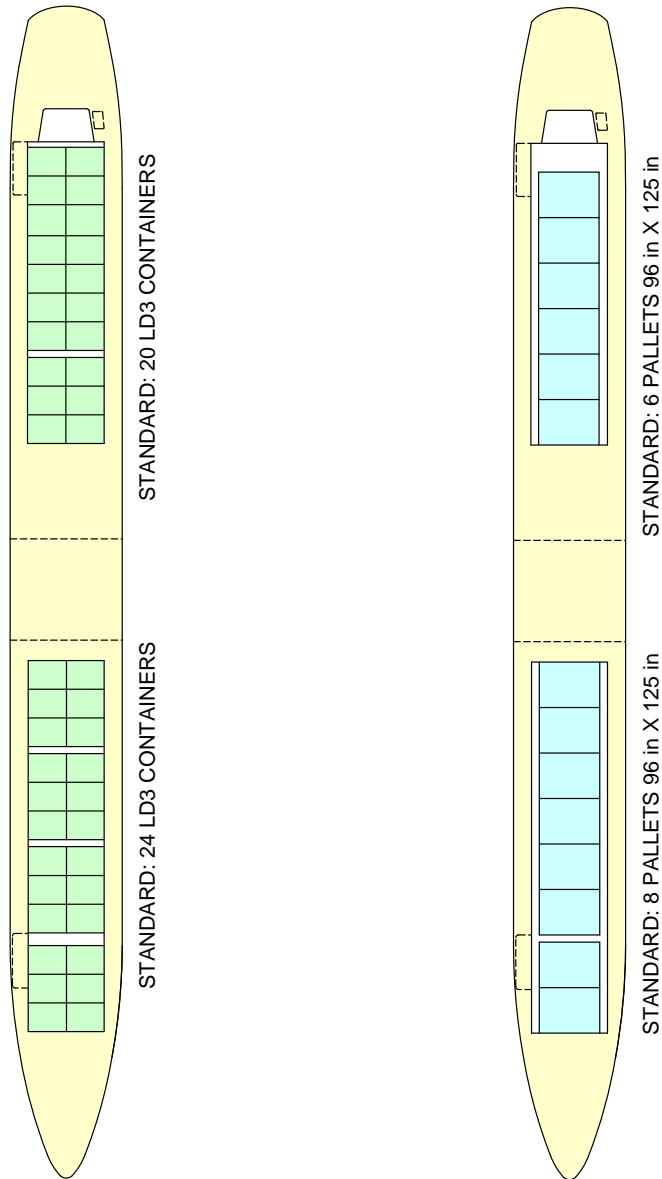 STANDARD: 20 LD3 CONTAINERS
STANDARD: 24 LD3 CONTAINERS
STANDARD: 6 PALLETS 96 in X 125 in
STANDARD: 8 PALLETS 96 in X 125 in